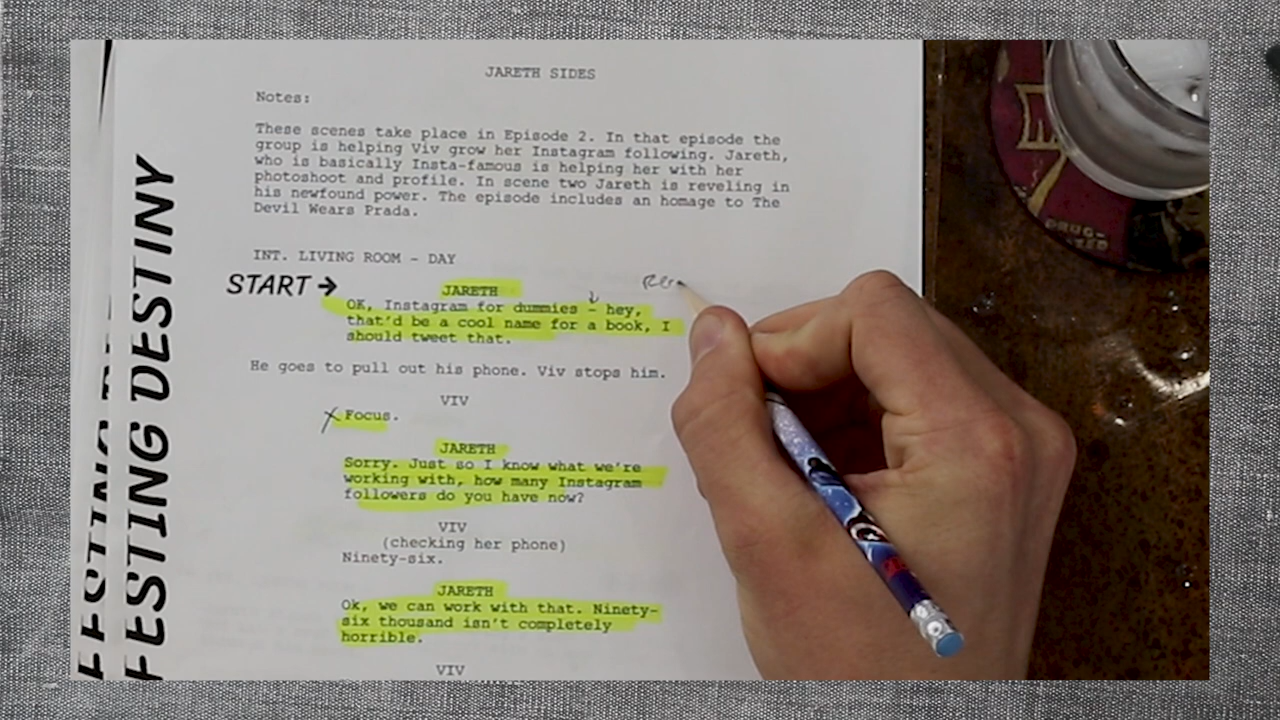 JARETH SIDES
Notes:
These scenes take place in Episode 2. In that episode the
group is helping Viv grow her Instagram following. Jareth,
who is basically Insta-famous is helping her with her
photoshoot and profile. In scene two Jareth is reveling in
his newfound power. The episode includes an homage to The
Devil Wears Prada.
INT. LIVING ROOM - DAY
START →
JARETH
OK, Instagram for dummies - hey,
that'd be a cool name for a book, I
should tweet that.
He goes to pull out his phone. Viv stops him.
VIV
Focus.
JARETH
Sorry. Just so I know what we're
working with, how many Instagram
followers do you have now?
VIV
(checking her phone)
Ninety-six.
JARETH
Ok, we can work with that. Ninety-
six thousand isn't completely
horrible.
VIV
FESTING DESTINY